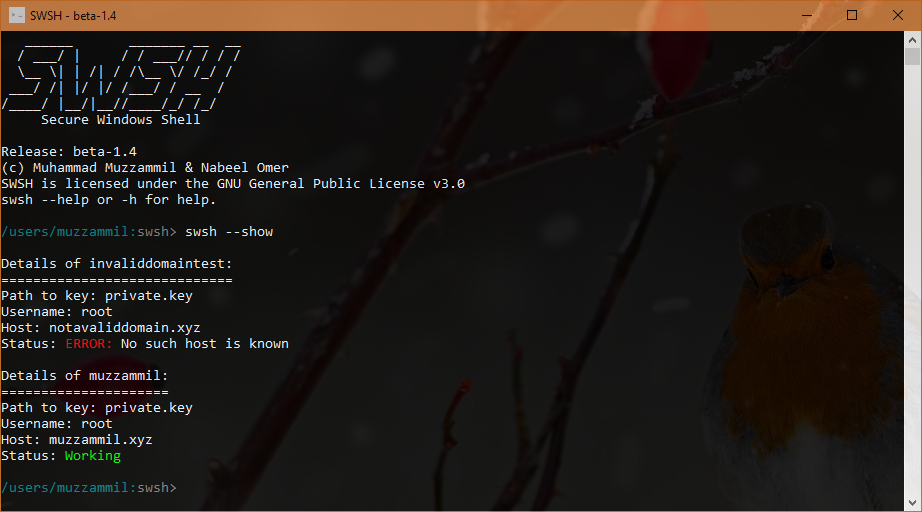 SWSH - beta-1.4
Secure Windows Shell
Release: beta-1.4
(c) Muhammad Muzzammil & Nabeel Omer
SWSH is licensed under the GNU General Public License v3.0
swsh --help or -h for help.
/users/muzzammil:swsh> swsh --show
Details of invaliddomaintest:
=============================
Path to key: private.key
Username: root
Host: notavaliddomain.xyz
Status: ERROR: No such host is known
Details of muzzammil:
=====================
Path to key: private.key
Username: root
Host: muzzammil.xyz
Status: Working
/users/muzzammil:swsh>